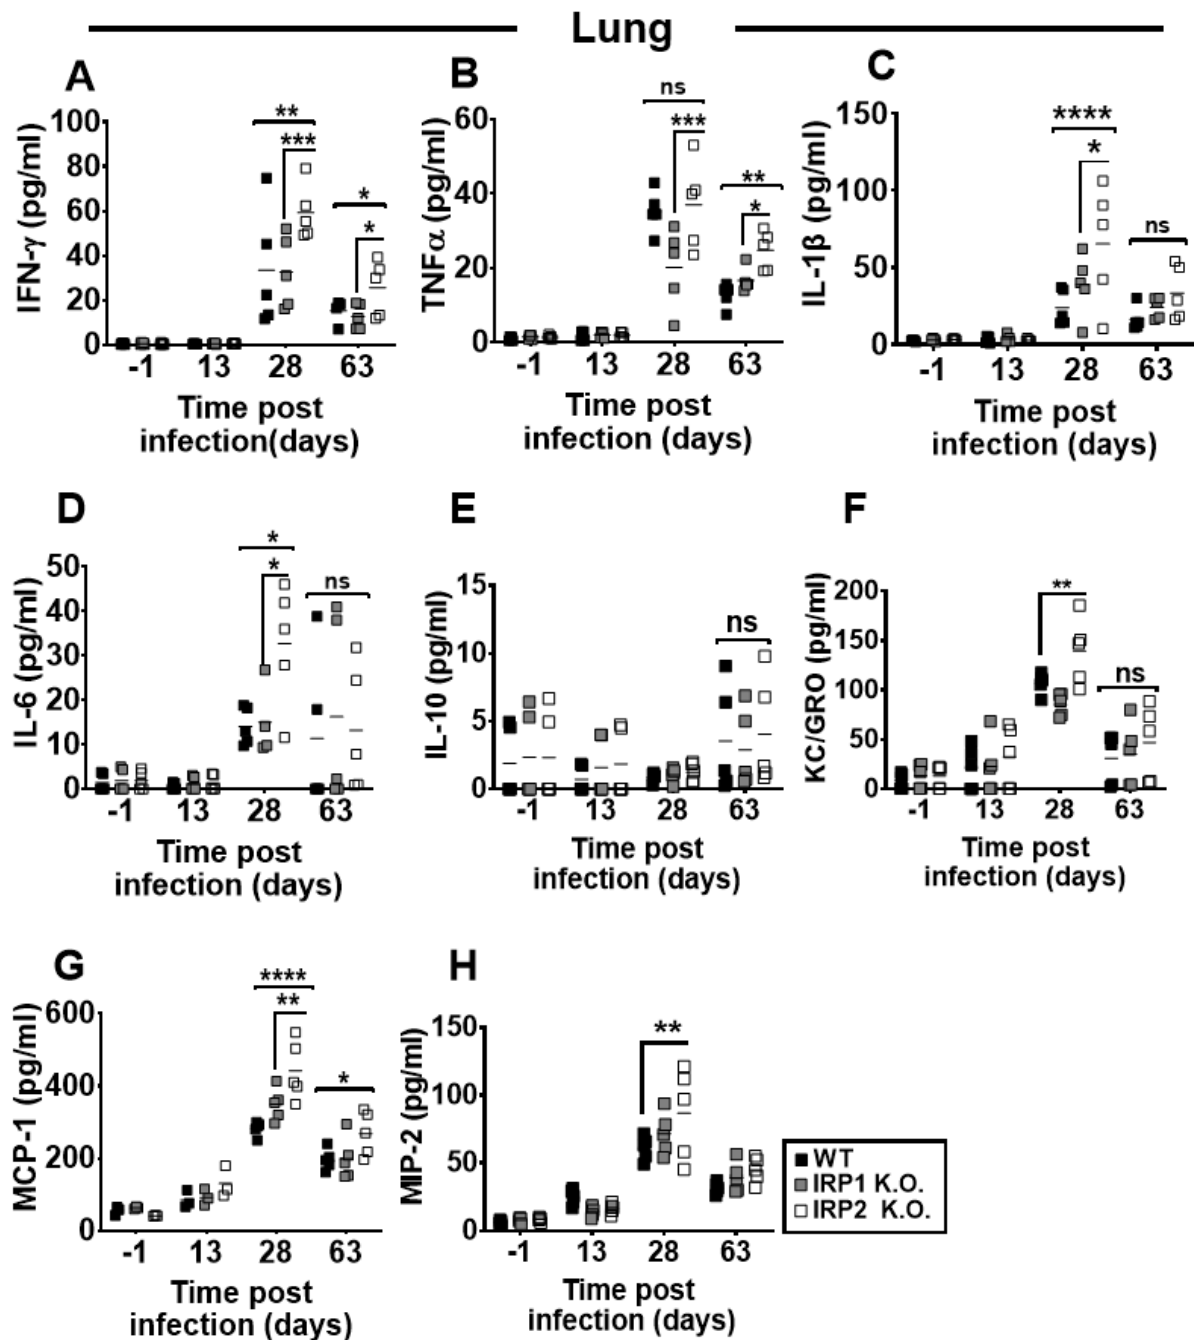 Lung
A
IFN-γ (pg/ml)
100
80
60
40
20
0
**
***
*
*
-1 13 28 63
Time post
infection(days)
B
TNFα (pg/ml)
60
40
20
0
ns
***
**
*
-1 13 28 63
Time post
infection (days)
C
IL-1β (pg/ml)
150
100
50
0
****
*
ns
-1 13 28 63
Time post
infection (days)
D
IL-6 (pg/ml)
50
40
30
20
10
0
*
*
ns
-1 13 28 63
Time post
infection (days)
E
IL-10 (pg/ml)
15
10
5
0
ns
-1 13 28 63
Time post
infection (days)
F
KC/GRO (pg/ml)
200
150
100
50
0
**
ns
-1 13 28 63
Time post
infection (days)
G
MCP-1 (pg/ml)
600
400
200
0
****
**
*
-1 13 28 63
Time post
infection (days)
H
MIP-2 (pg/ml)
150
100
50
0
**
-1 13 28 63
Time post
infection (days)
WT
IRP1 K.O.
IRP2 K.O.